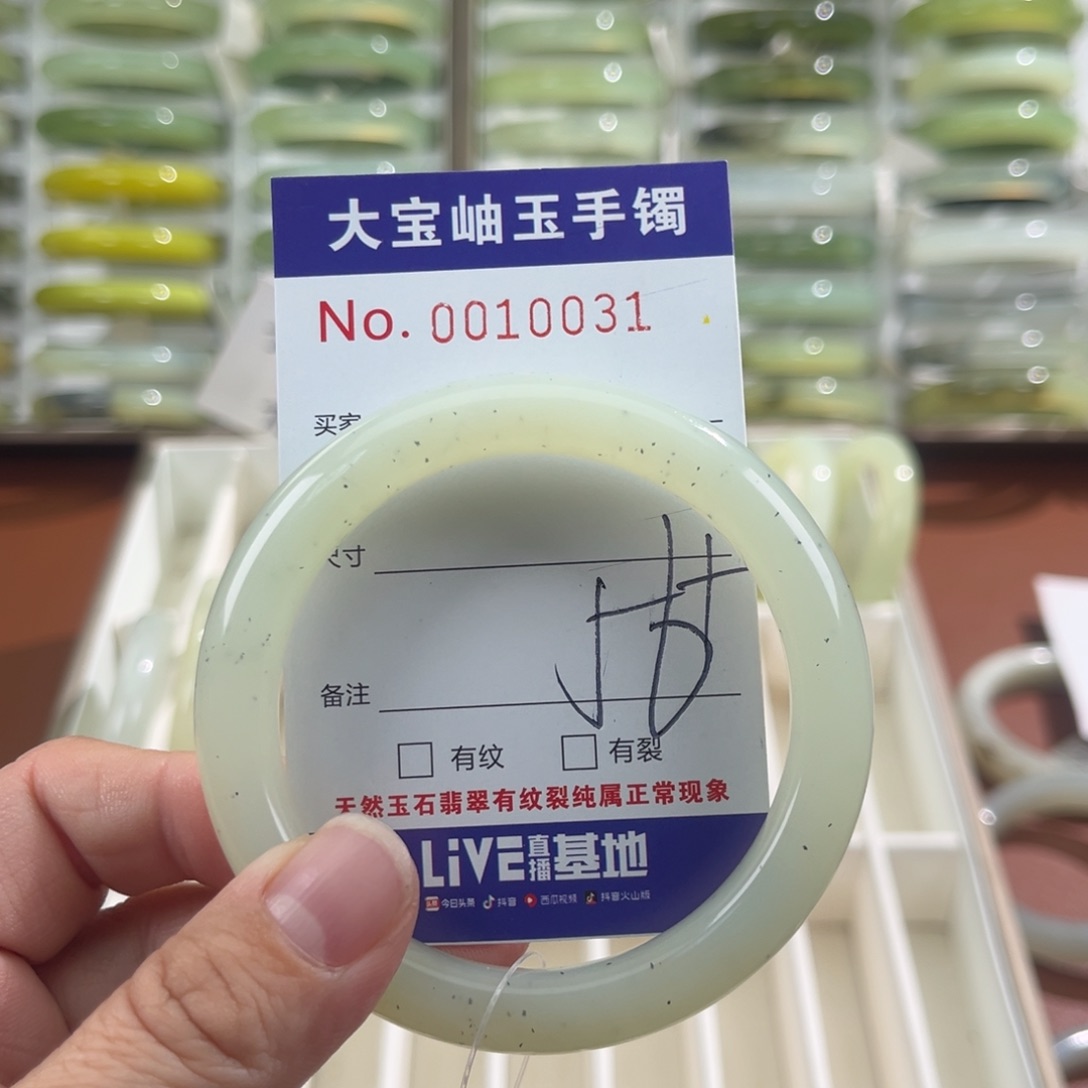 大宝岫玉手镯
No. 0010031
买家
尺寸
备注
有纹 有裂
天然玉石翡翠有纹裂纯属正常现象
LiVE直播基地
今日头条 抖音 西瓜视频 抖音火山版